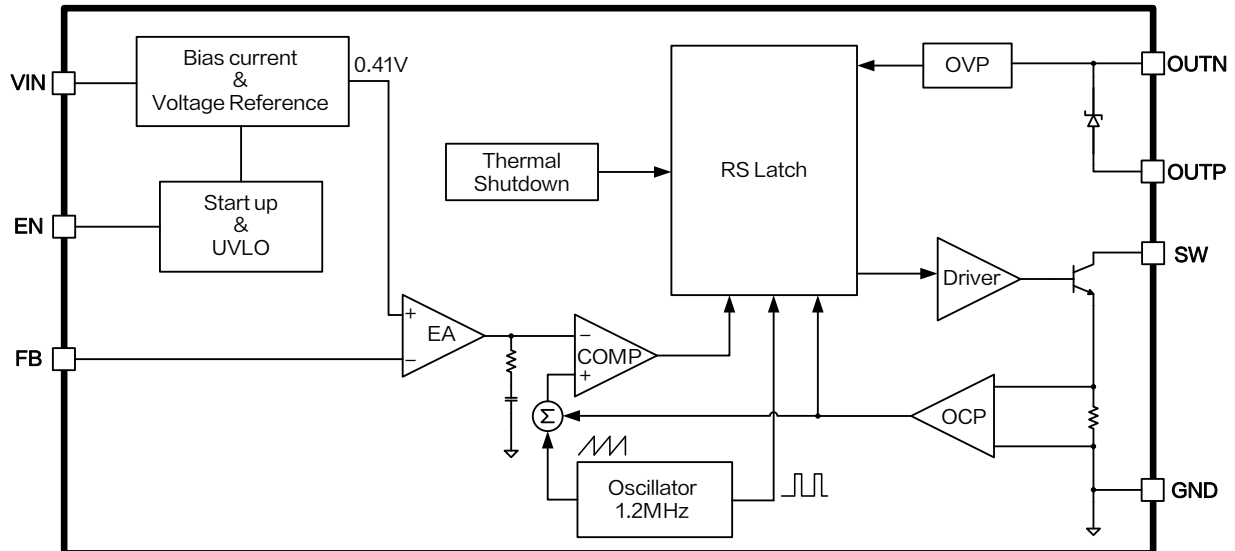 VIN
Bias current
&
Voltage Reference
0.41V
OVP
OUTN
Thermal
Shutdown
RS Latch
OUTP
EN
Start up
&
UVLO
SW
Driver
+
EA
−
−
COMP
+
FB
Σ
OCP
Oscillator
1.2MHz
GND